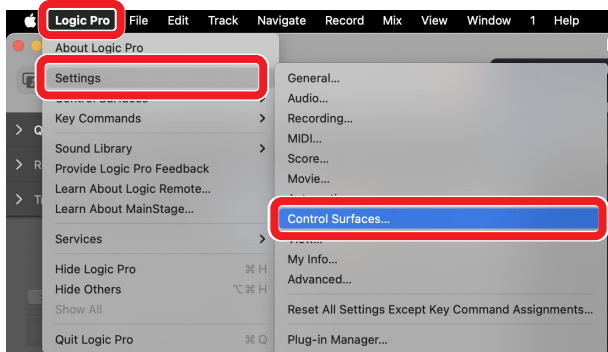 Logic Pro File Edit Track Navigate Record Mix View Window 1 Help
About Logic Pro
Settings
Key Commands
Sound Library
Provide Logic Pro Feedback
Learn About Logic Remote...
Learn About MainStage...
Services
Hide Logic Pro ⌘ H
Hide Others ⌥⌘ H
Show All
Quit Logic Pro ⌘ Q
General...
Audio...
Recording...
MIDI...
Score...
Movie...
Control Surfaces...
My Info...
Advanced...
Reset All Settings Except Key Command Assignments...
Plug-in Manager...